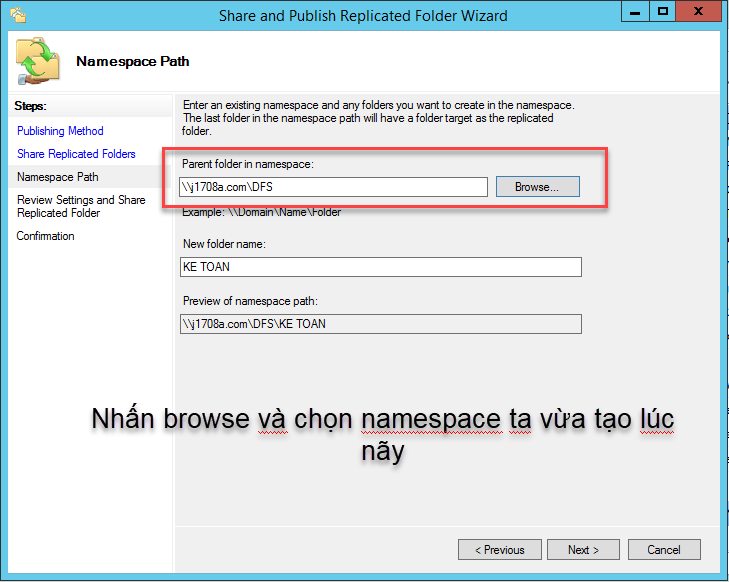 Share and Publish Replicated Folder Wizard
Namespace Path
Steps:
Publishing Method
Share Replicated Folders
Namespace Path
Review Settings and Share
Replicated Folder
Confirmation
Enter an existing namespace and any folders you want to create in the namespace.
The last folder in the namespace path will have a folder target as the replicated
folder.
Parent folder in namespace:
\\j1708a.com\DFS
Browse...
Example: \\Domain\Name\Folder
New folder name:
KE TOAN
Preview of namespace path:
\\j1708a.com\DFS\KE TOAN
Nhấn browse và chọn namespace ta vừa tạo lúc
nãy
< Previous
Next >
Cancel